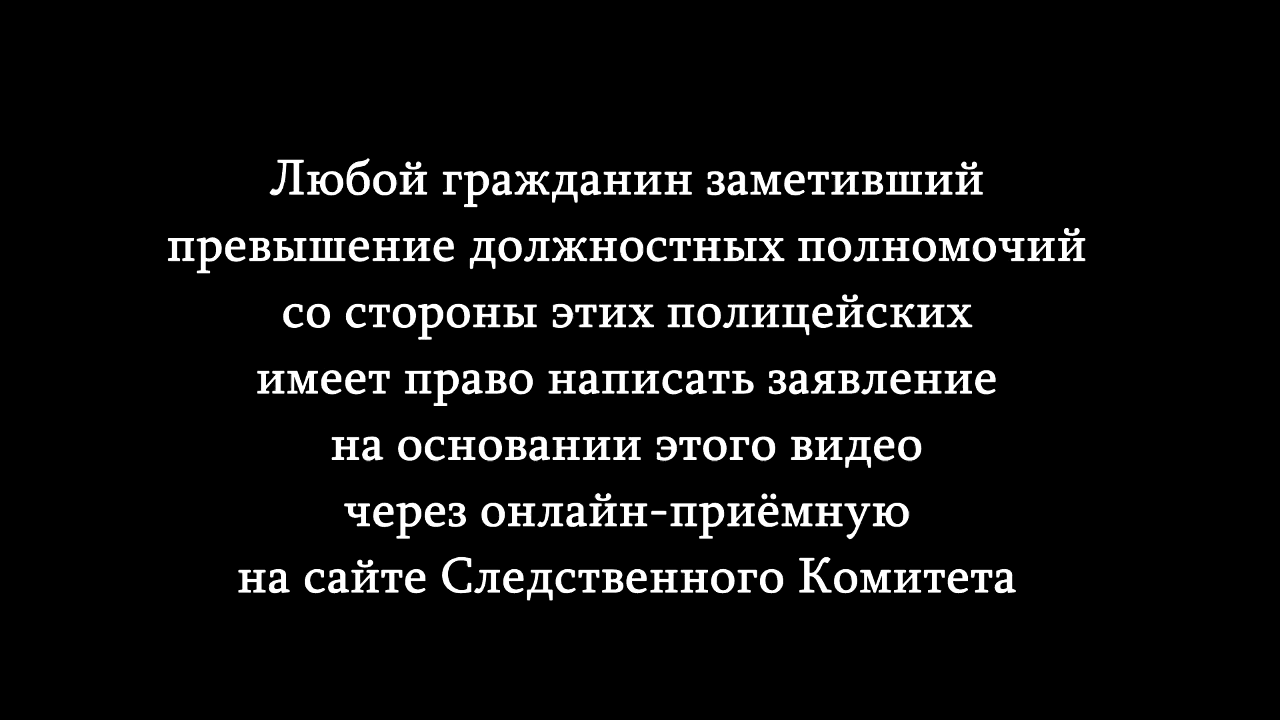 Любой гражданин заметивший
превышение должностных полномочий
со стороны этих полицейских
имеет право написать заявление
на основании этого видео
через онлайн-приёмную
на сайте Следственного Комитета